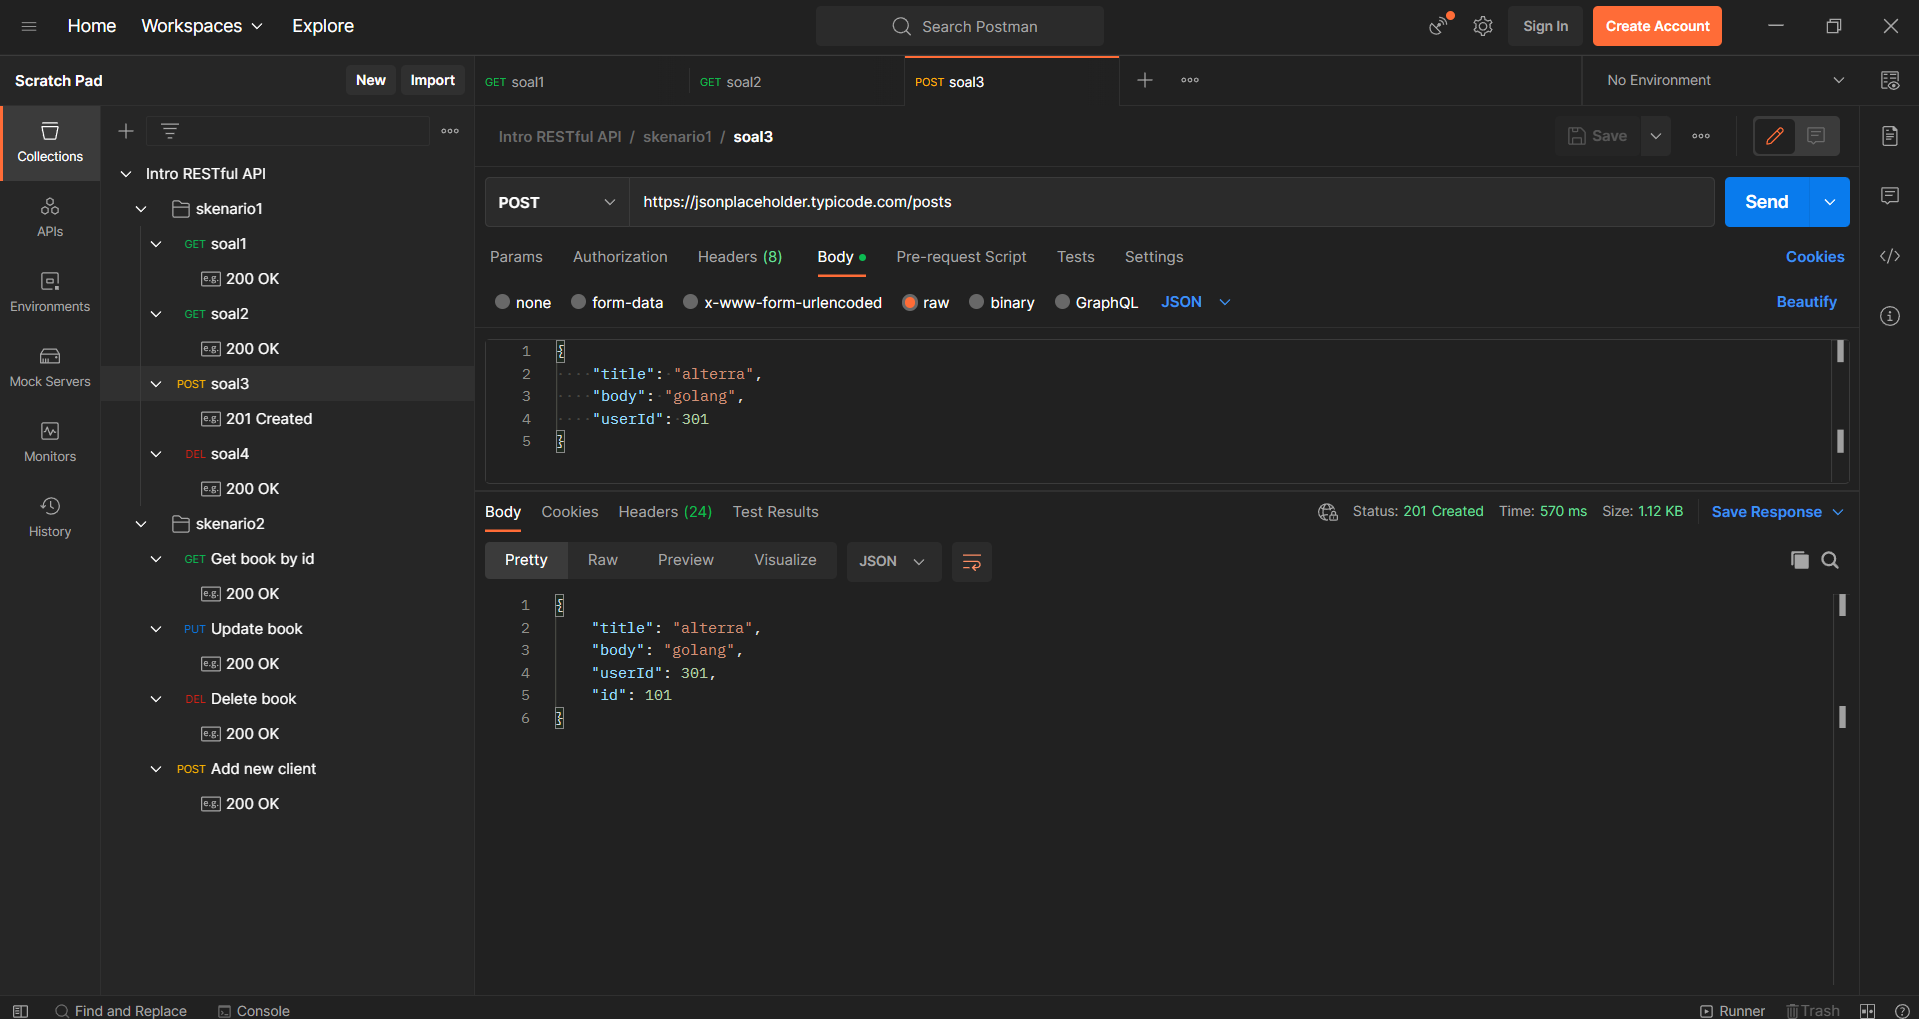 Home Workspaces Explore Search Postman Sign In Create Account
Scratch Pad New Import
GET soal1 GET soal2 POST soal3 No Environment
Collections
APIs
Environments
Mock Servers
Monitors
History
Intro RESTful API
skenario1
GET soal1
e.g. 200 OK
GET soal2
e.g. 200 OK
POST soal3
e.g. 201 Created
DEL soal4
e.g. 200 OK
skenario2
GET Get book by id
e.g. 200 OK
PUT Update book
e.g. 200 OK
DEL Delete book
e.g. 200 OK
POST Add new client
e.g. 200 OK
Intro RESTful API / skenario1 / soal3 Save
POST https://jsonplaceholder.typicode.com/posts Send
Params Authorization Headers (8) Body Pre-request Script Tests Settings Cookies
none form-data x-www-form-urlencoded raw binary GraphQL JSON Beautify
1 {
2 "title": "alterra",
3 "body": "golang",
4 "userId": 301
5 }
Body Cookies Headers (24) Test Results Status: 201 Created Time: 570 ms Size: 1.12 KB Save Response
Pretty Raw Preview Visualize JSON
1 {
2 "title": "alterra",
3 "body": "golang",
4 "userId": 301,
5 "id": 101
6 }
Find and Replace Console Runner Trash